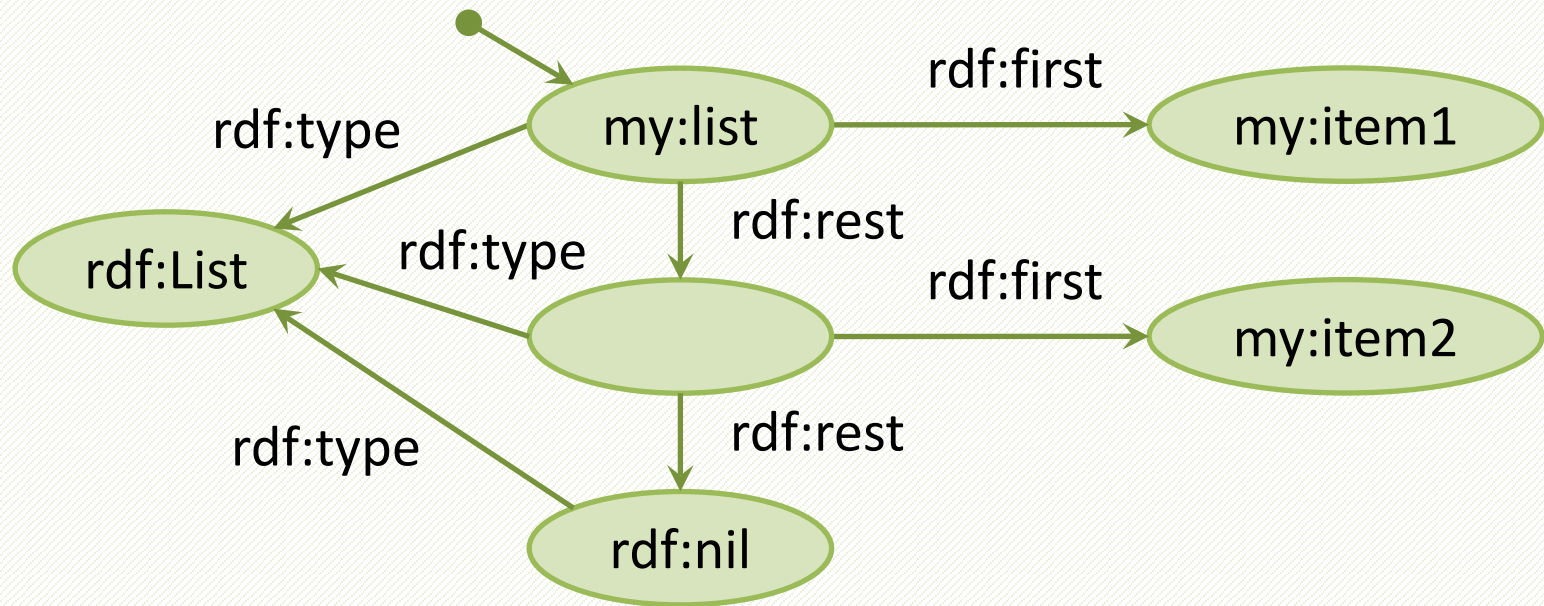 rdf:first
rdf:type
my:list
my:item1
rdf:rest
rdf:type
rdf:List
rdf:first
my:item2
rdf:rest
rdf:type
rdf:nil